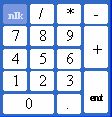 nlk / * -
7 8 9 +
4 5 6
1 2 3 ent
0 .